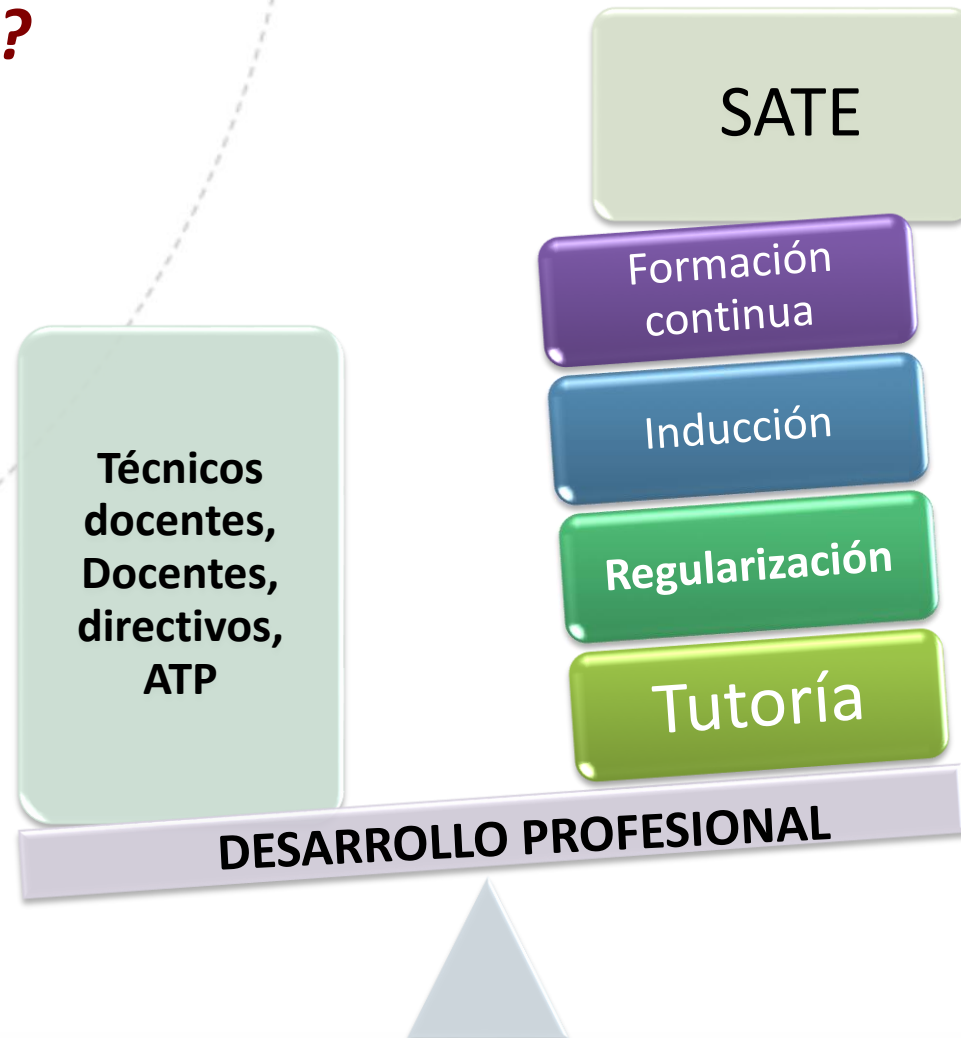 ?
SATE
Formación
continua
Inducción
Regularización
Tutoría
Técnicos
docentes,
Docentes,
directivos,
ATP
DESARROLLO PROFESIONAL